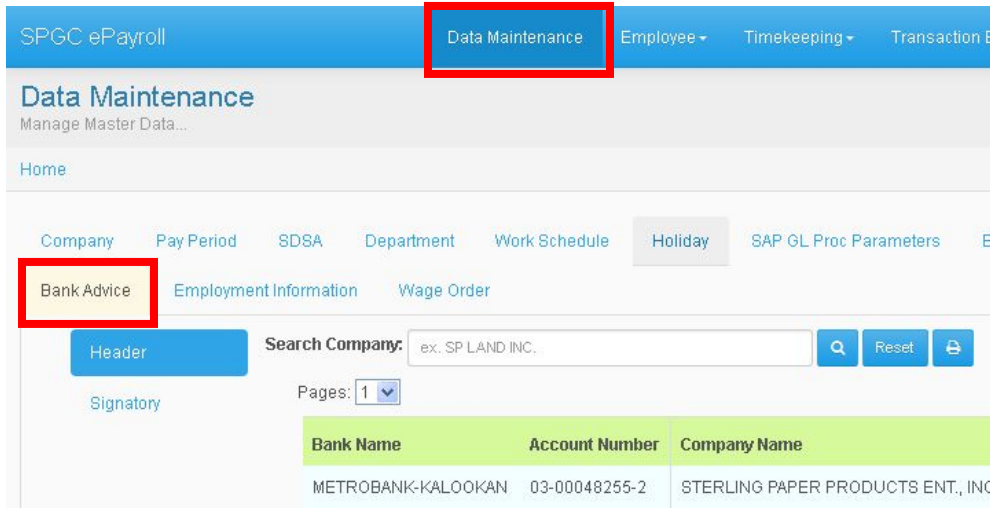 SPGC ePayroll Data Maintenance Employee Timekeeping Transaction
Data Maintenance
Manage Master Data...
Home
Company Pay Period SDSA Department Work Schedule Holiday SAP GL Proc Parameters
Bank Advice Employment Information Wage Order
Header Search Company: ex. SP LAND INC. Reset
Signatory Pages: 1
Bank Name Account Number Company Name
METROBANK-KALOOKAN 03-00048255-2 STERLING PAPER PRODUCTS ENT., INC